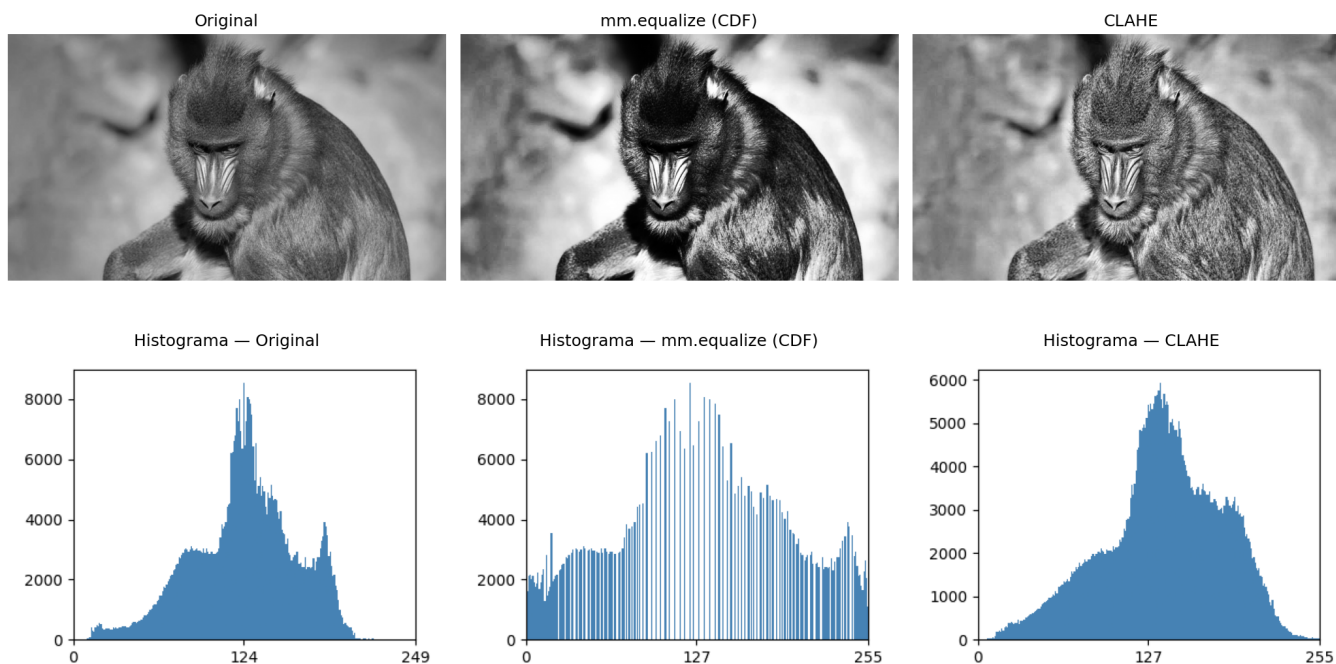 Original
mm.equalize (CDF)
CLAHE
Histograma — Original
Histograma — mm.equalize (CDF)
Histograma — CLAHE
8000
6000
4000
2000
0
0 124 249
8000
6000
4000
2000
0
0 127 255
6000
5000
4000
3000
2000
1000
0
0 127 255